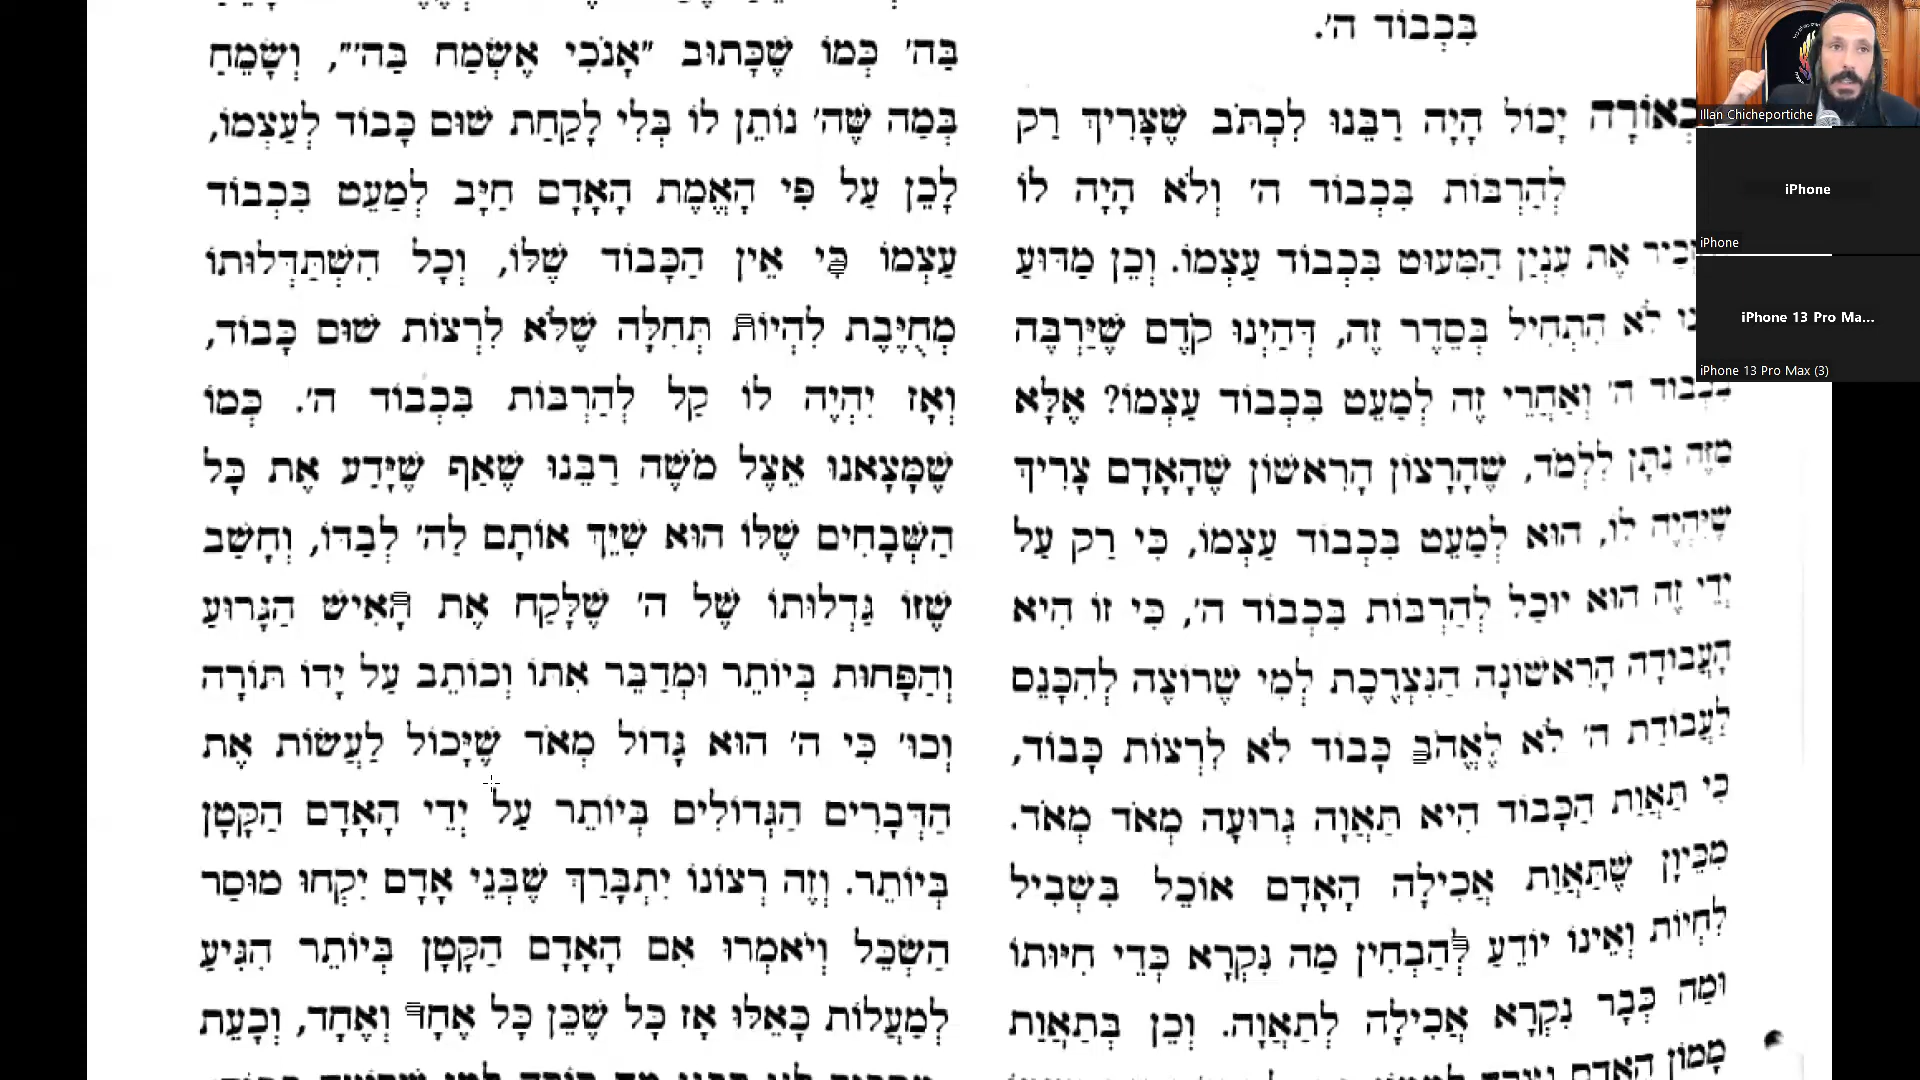 בִּכְבוֹד ה'.
כְּאוֹרָה יָכוֹל הָיָה רַבֵּנוּ לִכְתֹּב שֶׁצָּרִיךְ רַק
לְהַרְבּוֹת בִּכְבוֹד ה' וְלֹא הָיָה לוֹ
אֶת עִנְיַן הַמִּעוּט בִּכְבוֹד עַצְמוֹ. וְכֵן מַדּוּעַ
לֹא הִתְחִיל בְּסֵדֶר זֶה, דְּהַיְנוּ קֹדֶם שֶׁיַּרְבֶּה
בִּכְבוֹד ה' וְאַחֲרֵי זֶה לְמַעֵט בִּכְבוֹד עַצְמוֹ? אֶלָּא
מִזֶּה נִתָּן לִלְמֹד, שֶׁהָרָצוֹן הָרִאשׁוֹן שֶׁהָאָדָם צָרִיךְ
שֶׁיִּהְיֶה לוֹ, הוּא לְמַעֵט בִּכְבוֹד עַצְמוֹ, כִּי רַק עַל
יְדֵי זֶה הוּא יוּכַל לְהַרְבּוֹת בִּכְבוֹד ה', כִּי זוֹ הִיא
הָעֲבוֹדָה הָרִאשׁוֹנָה הַנִּצְרֶכֶת לְמִי שֶׁרוֹצֶה לְהִכָּנֵס
לַעֲבוֹדַת ה' לֹא לֶאֱהֹב כָּבוֹד לֹא לִרְצוֹת כָּבוֹד,
כִּי תַּאֲוַת הַכָּבוֹד הִיא תַּאֲוָה גְּרוּעָה מְאֹד מְאֹד.
מִכֵּיוָן שֶׁתַּאֲוַת אֲכִילָה הָאָדָם אוֹכֵל בִּשְׁבִיל
לִחְיוֹת וְאֵינוֹ יוֹדֵעַ לְהַבְחִין מַה נִּקְרָא כְּדֵי חִיּוּתוֹ
וּמַה כְּבָר נִקְרָא אֲכִילָה לְתַאֲוָה. וְכֵן בְּתַאֲוַת
מָמוֹן הָאָדָם
בַּה' כְּמוֹ שֶׁכָּתוּב "אָנֹכִי אֶשְׂמַח בַּה'", וְשָׂמֵחַ
בְּמַה שֶּׁה' נוֹתֵן לוֹ בְּלִי לָקַחַת שׁוּם כָּבוֹד לְעַצְמוֹ,
לָכֵן עַל פִּי הָאֱמֶת הָאָדָם חַיָּב לְמַעֵט בִּכְבוֹד
עַצְמוֹ כִּי אֵין הַכָּבוֹד שֶׁלּוֹ, וְכָל הִשְׁתַּדְּלוּתוֹ
מְחֻיֶּבֶת לִהְיוֹת תְּחִלָּה שֶׁלֹּא לִרְצוֹת שׁוּם כָּבוֹד,
וְאָז יִהְיֶה לוֹ קַל לְהַרְבּוֹת בִּכְבוֹד ה'. כְּמוֹ
שֶׁמָּצָאנוּ אֵצֶל מֹשֶׁה רַבֵּנוּ שֶׁאַף שֶׁיָּדַע אֶת כָּל
הַשְּׁבָחִים שֶׁלּוֹ הוּא שִׁיֵּךְ אוֹתָם לַה' לְבַדּוֹ, וְחָשַׁב
שֶׁזּוֹ גַּדְלוּתוֹ שֶׁל ה' שֶׁלָּקַח אֶת הָאִישׁ הַגָּרוּעַ
וְהַפָּחוּת בְּיוֹתֵר וּמְדַבֵּר אִתּוֹ וְכוֹתֵב עַל יָדוֹ תּוֹרָה
וְכוּ' כִּי ה' הוּא גָּדוֹל מְאֹד שֶׁיָּכוֹל לַעֲשׂוֹת אֶת
הַדְּבָרִים הַגְּדוֹלִים בְּיוֹתֵר עַל יְדֵי הָאָדָם הַקָּטָן
בְּיוֹתֵר. וְזֶה רְצוֹנוֹ יִתְבָּרַךְ שֶׁבְּנֵי אָדָם יִקְחוּ מוּסַר
הַשְׂכֵּל וְיֹאמְרוּ אִם הָאָדָם הַקָּטָן בְּיוֹתֵר הִגִּיעַ
לְמַעֲלוֹת כָּאֵלּוּ אָז כָּל שֶׁכֵּן כָּל אֶחָד וְאֶחָד, וְכָעֵת
Illan Chicheportiche
iPhone
iPhone
iPhone 13 Pro Ma...
iPhone 13 Pro Max (3)